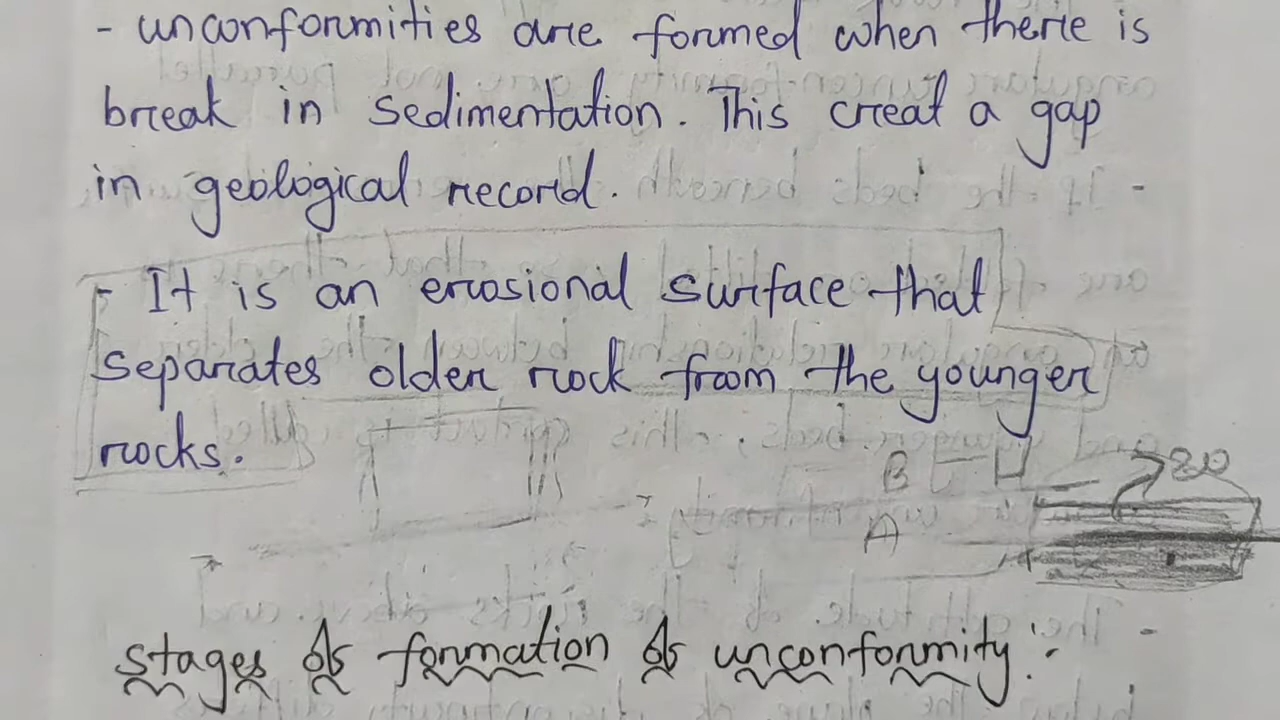 - unconformities are formed when there is
break in sedimentation. This creat a gap
in geological record.
- It is an erosional surface that
separates older rock from the younger
rocks.
B
A
stages of formation of unconformity :-